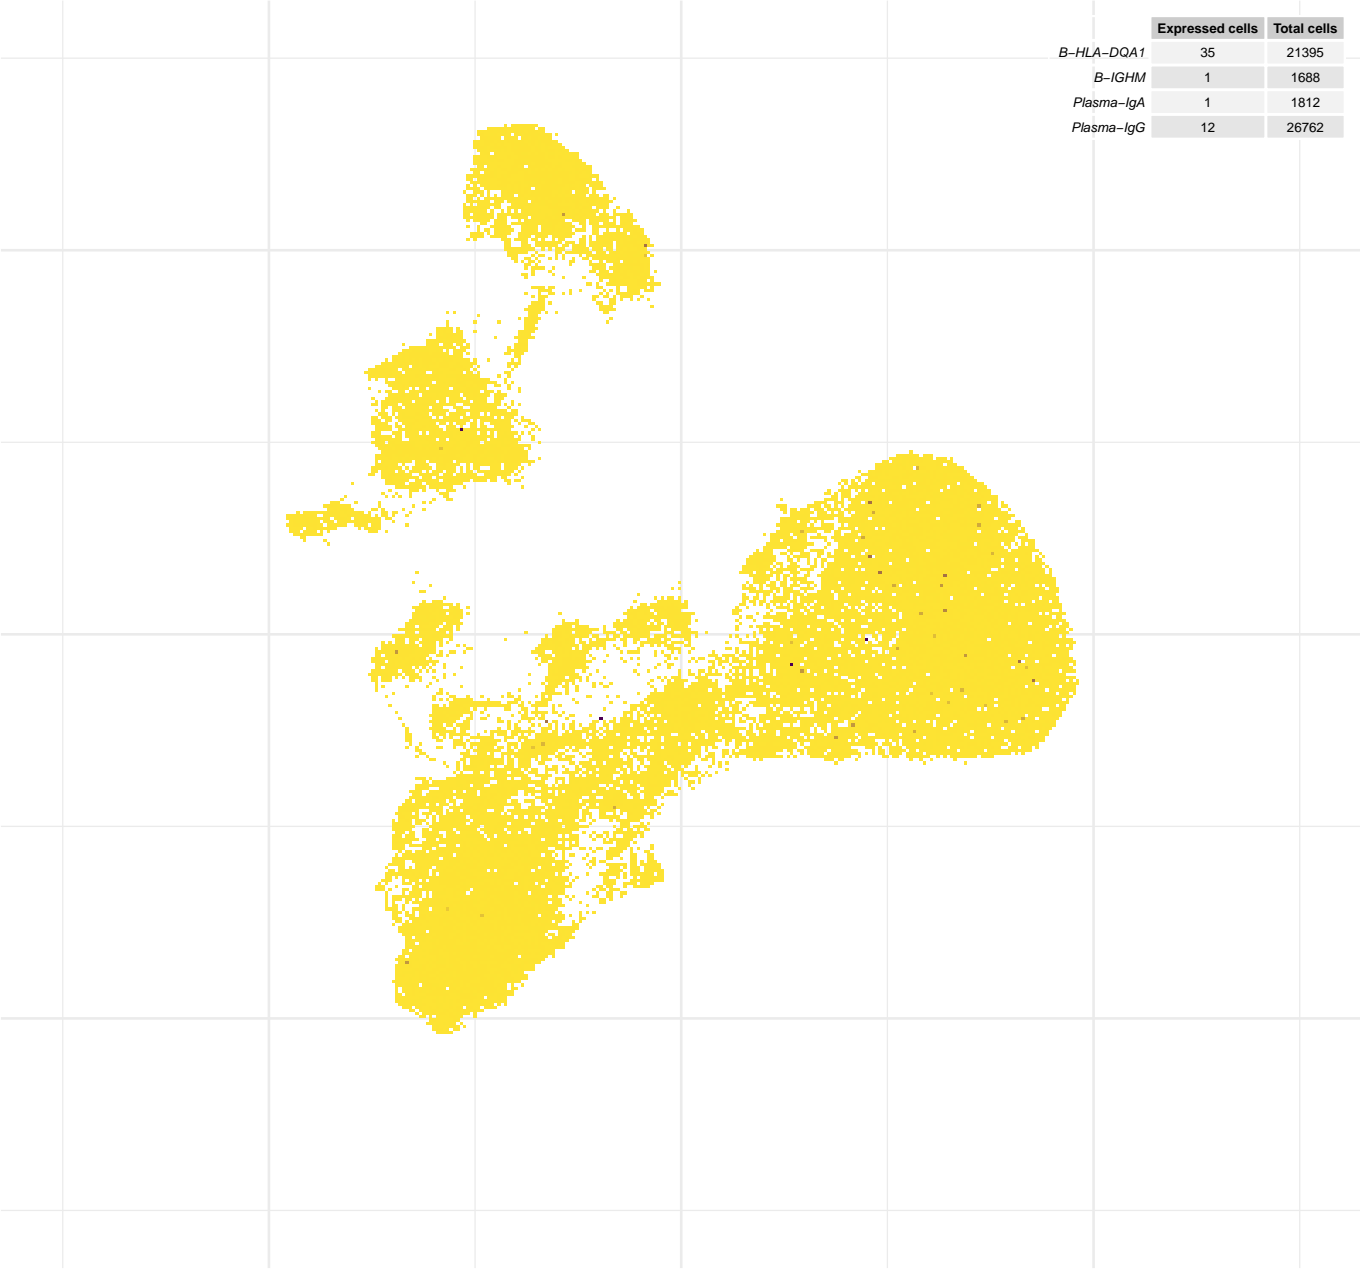 Expressed cells Total cells
B−HLA−DQA1 35 21395
B−IGHM 1 1688
Plasma−IgA 1 1812
Plasma−IgG 12 26762